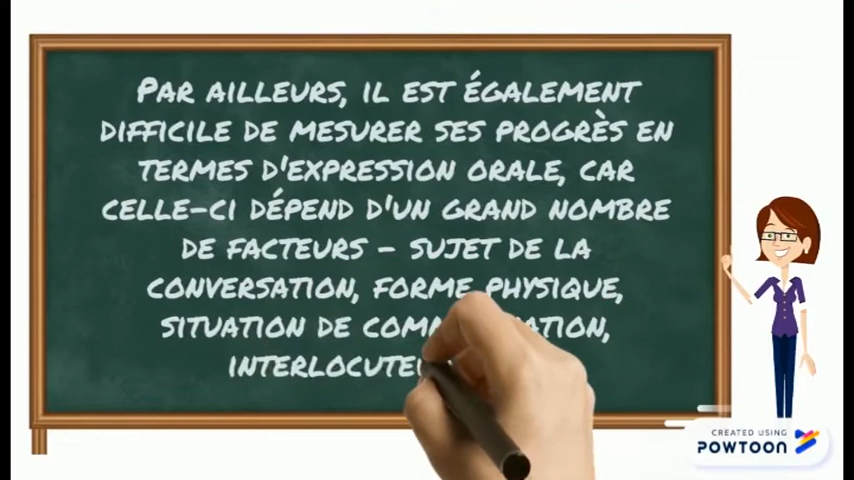 PAR AILLEURS, IL EST ÉGALEMENT
DIFFICILE DE MESURER SES PROGRÈS EN
TERMES D'EXPRESSION ORALE, CAR
CELLE-CI DÉPEND D'UN GRAND NOMBRE
DE FACTEURS - SUJET DE LA
CONVERSATION, FORME PHYSIQUE,
SITUATION DE
CREATED USING
POWTOON